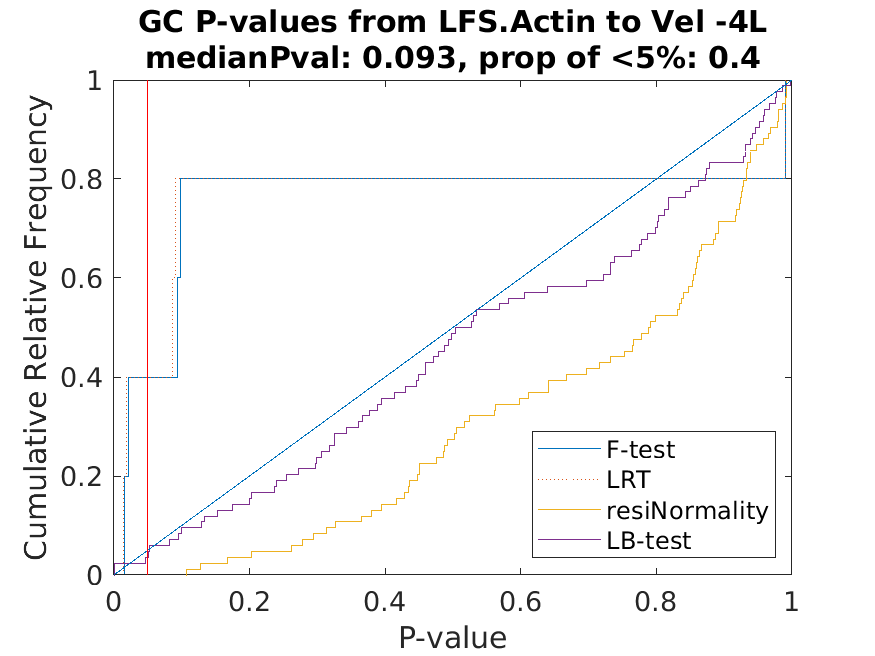 GC P-values from LFS.Actin to Vel -4L
medianPval: 0.093, prop of <5%: 0.4
Cumulative Relative Frequency
1
0.8
0.6
0.4
0.2
0
0 0.2 0.4 0.6 0.8 1
P-value
F-test
LRT
resiNormality
LB-test